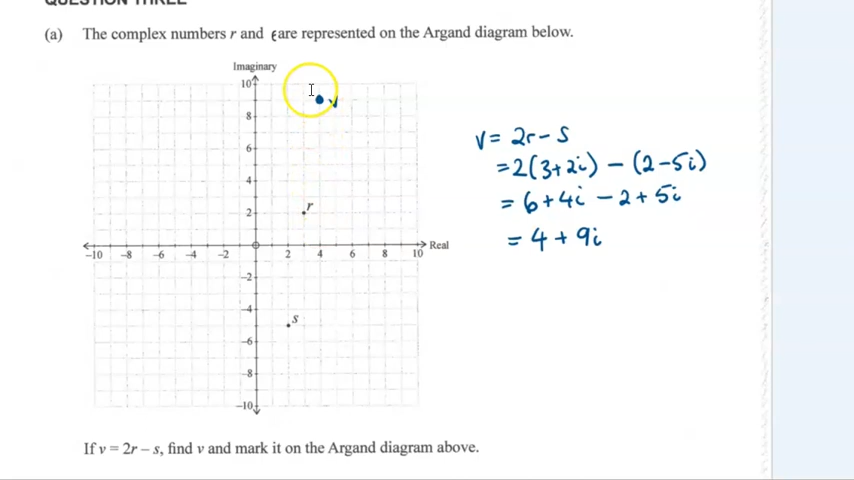 QUESTION THREE
(a) The complex numbers r and s are represented on the Argand diagram below.
Imaginary
10
8
6
4
2
-10 -8 -6 -4 -2 2 4 6 8 10 Real
-2
-4
-6
-8
-10
v
r
s
v = 2r - s
= 2(3+2i) - (2-5i)
= 6+4i - 2+5i
= 4+9i
If v = 2r – s, find v and mark it on the Argand diagram above.